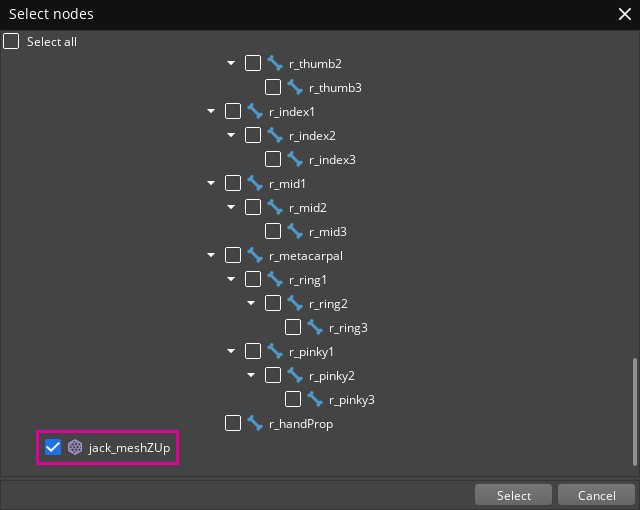 Select nodes
Select all
r_thumb2
r_thumb3
r_index1
r_index2
r_index3
r_mid1
r_mid2
r_mid3
r_metacarpal
r_ring1
r_ring2
r_ring3
r_pinky1
r_pinky2
r_pinky3
r_handProp
jack_meshZUp
Select Cancel